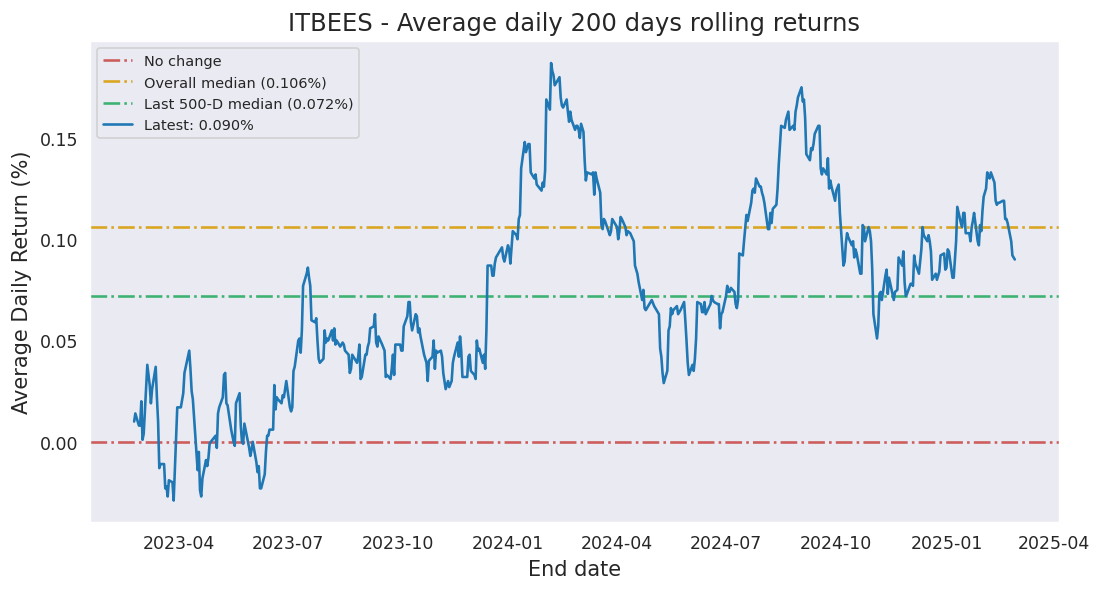 ITBEES - Average daily 200 days rolling returns
No change
Overall median (0.106%)
Last 500-D median (0.072%)
Latest: 0.090%
Average Daily Return (%)
0.15
0.10
0.05
0.00
2023-04 2023-07 2023-10 2024-01 2024-04 2024-07 2024-10 2025-01 2025-04
End date